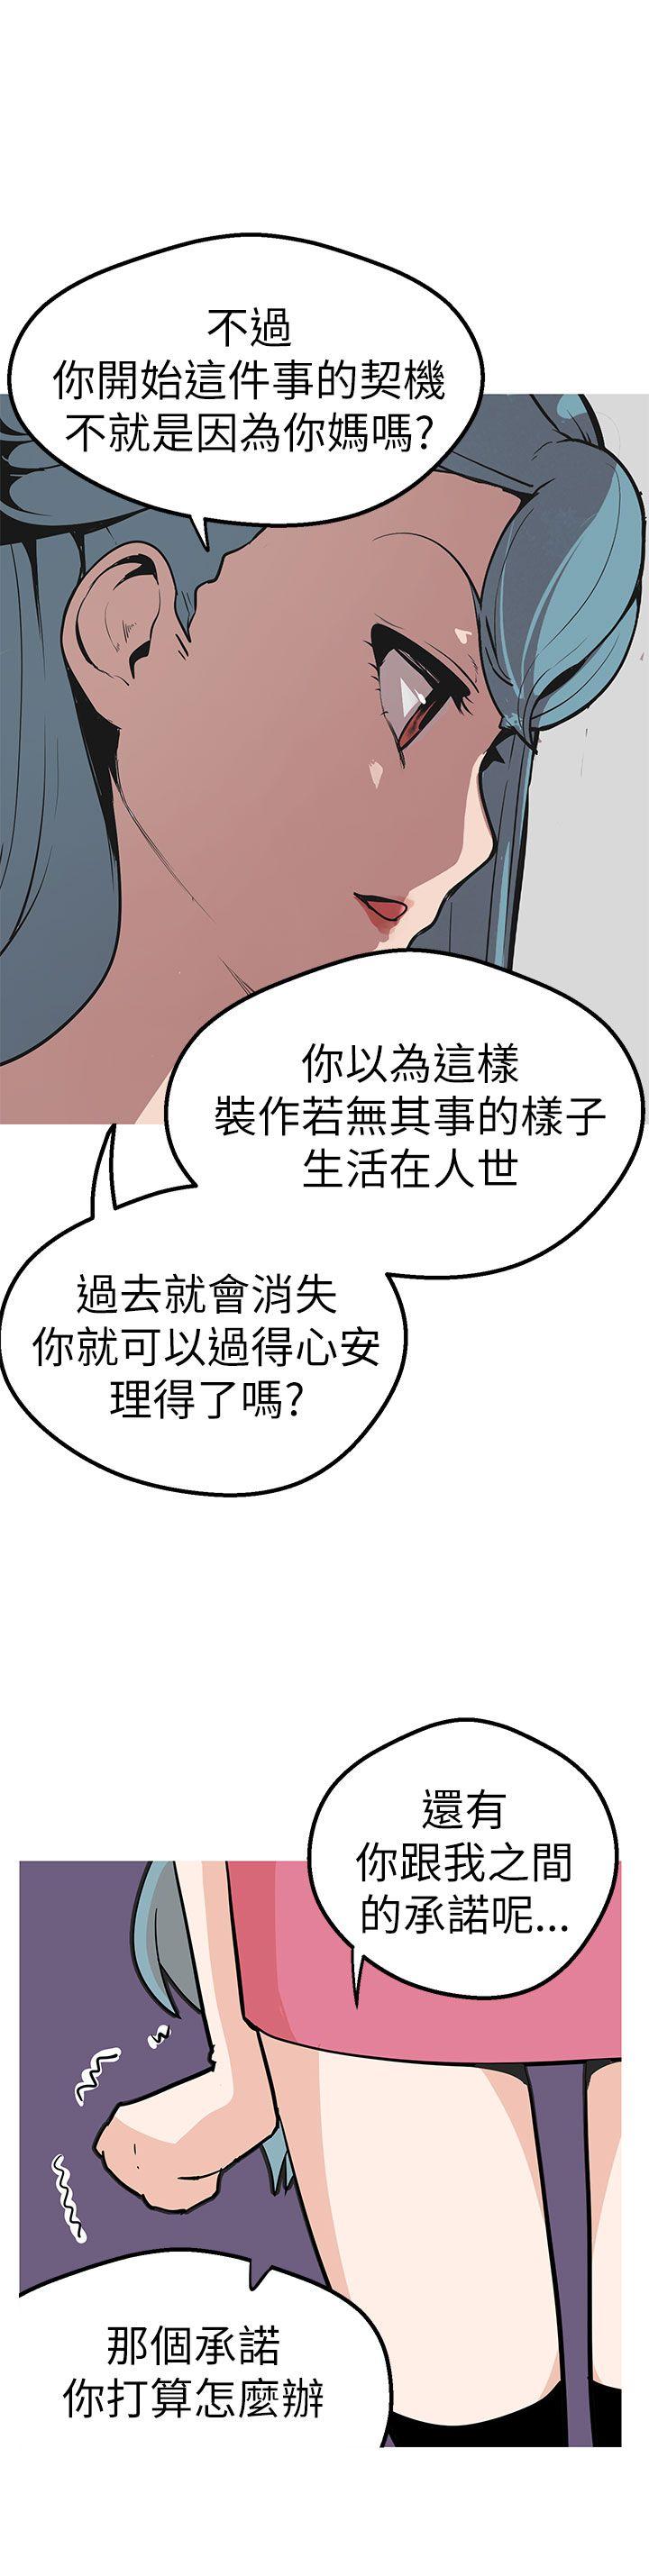 不過
你開始這件事的契機
不就是因為你媽嗎?
你以為這樣
裝作若無其事的樣子
生活在人世
過去就會消失
你就可以過得心安
理得了嗎?
還有
你跟我之間
的承諾呢...
那個承諾
你打算怎麼辦